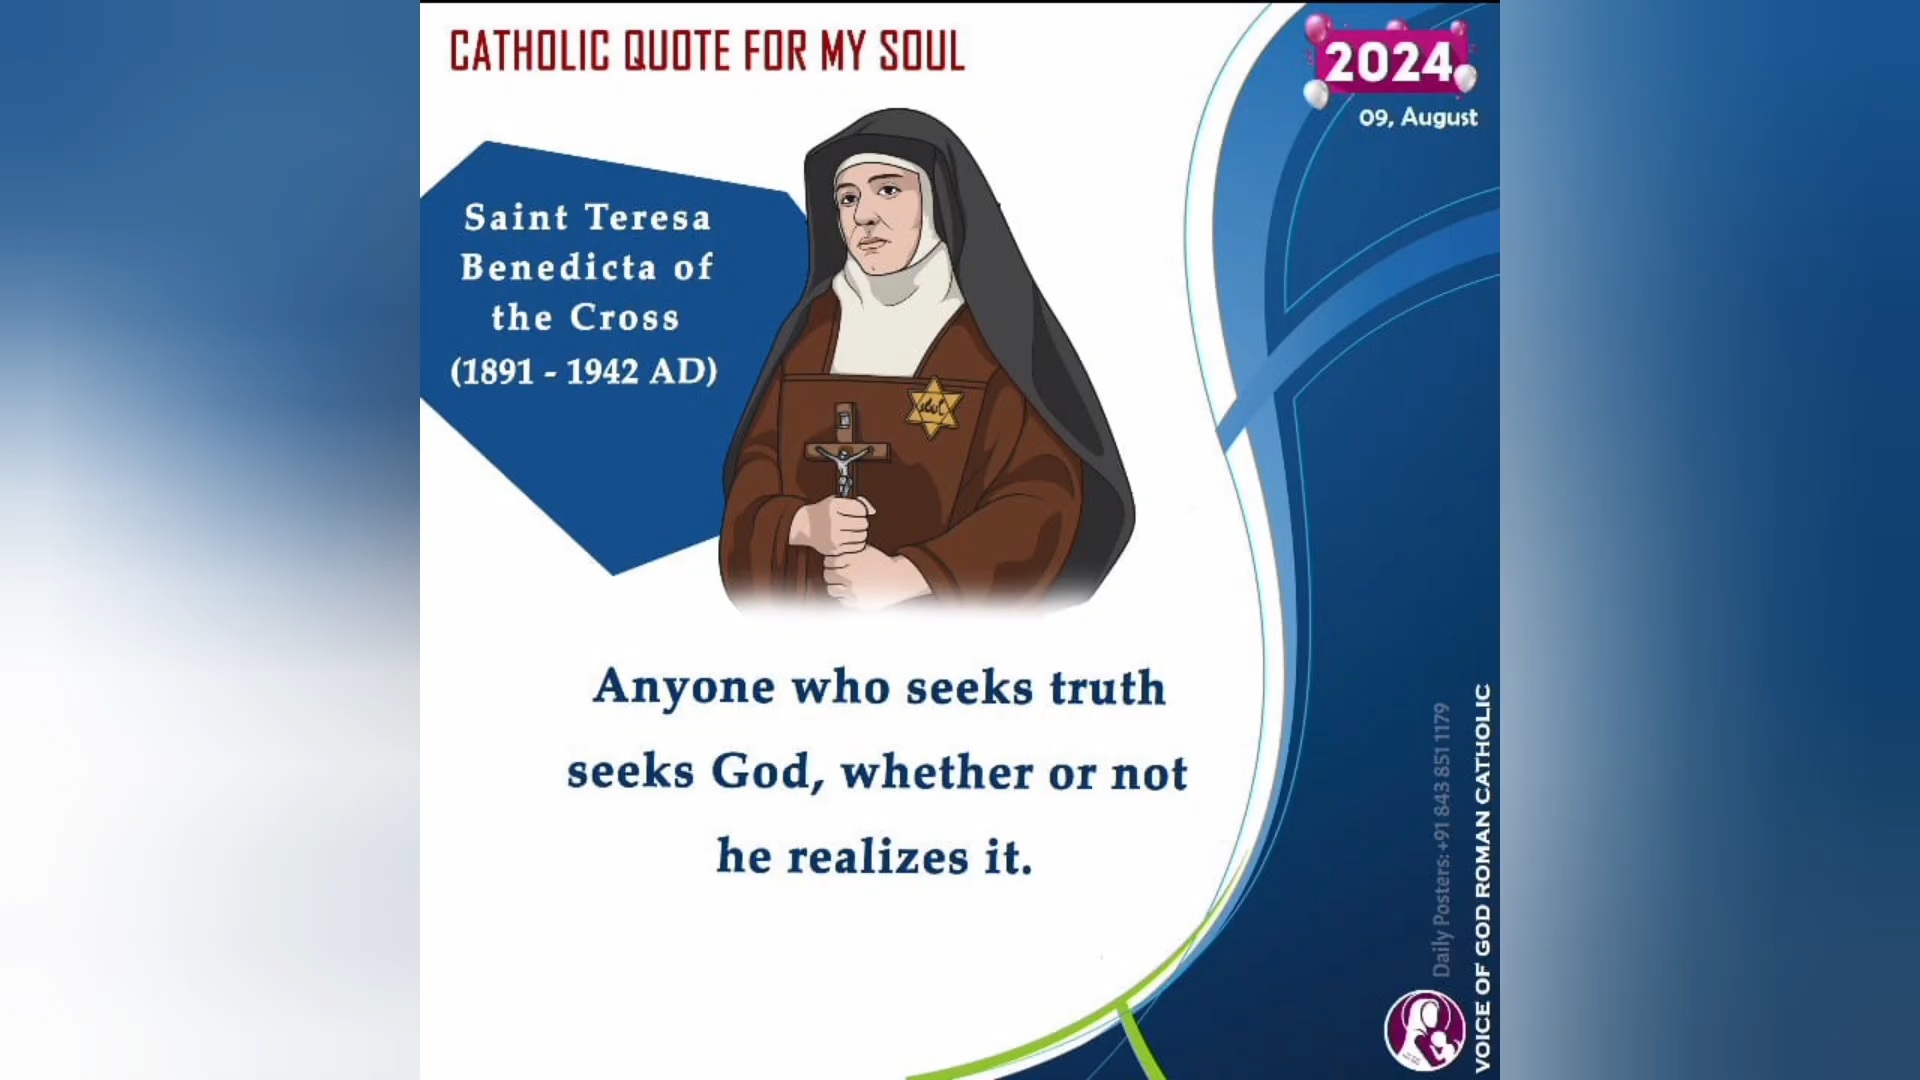 CATHOLIC QUOTE FOR MY SOUL
2024
09, August
Saint Teresa
Benedicta of
the Cross
(1891 - 1942 AD)
Anyone who seeks truth
seeks God, whether or not
he realizes it.
Daily Posters:+91 843 851 1179
VOICE OF GOD ROMAN CATHOLIC